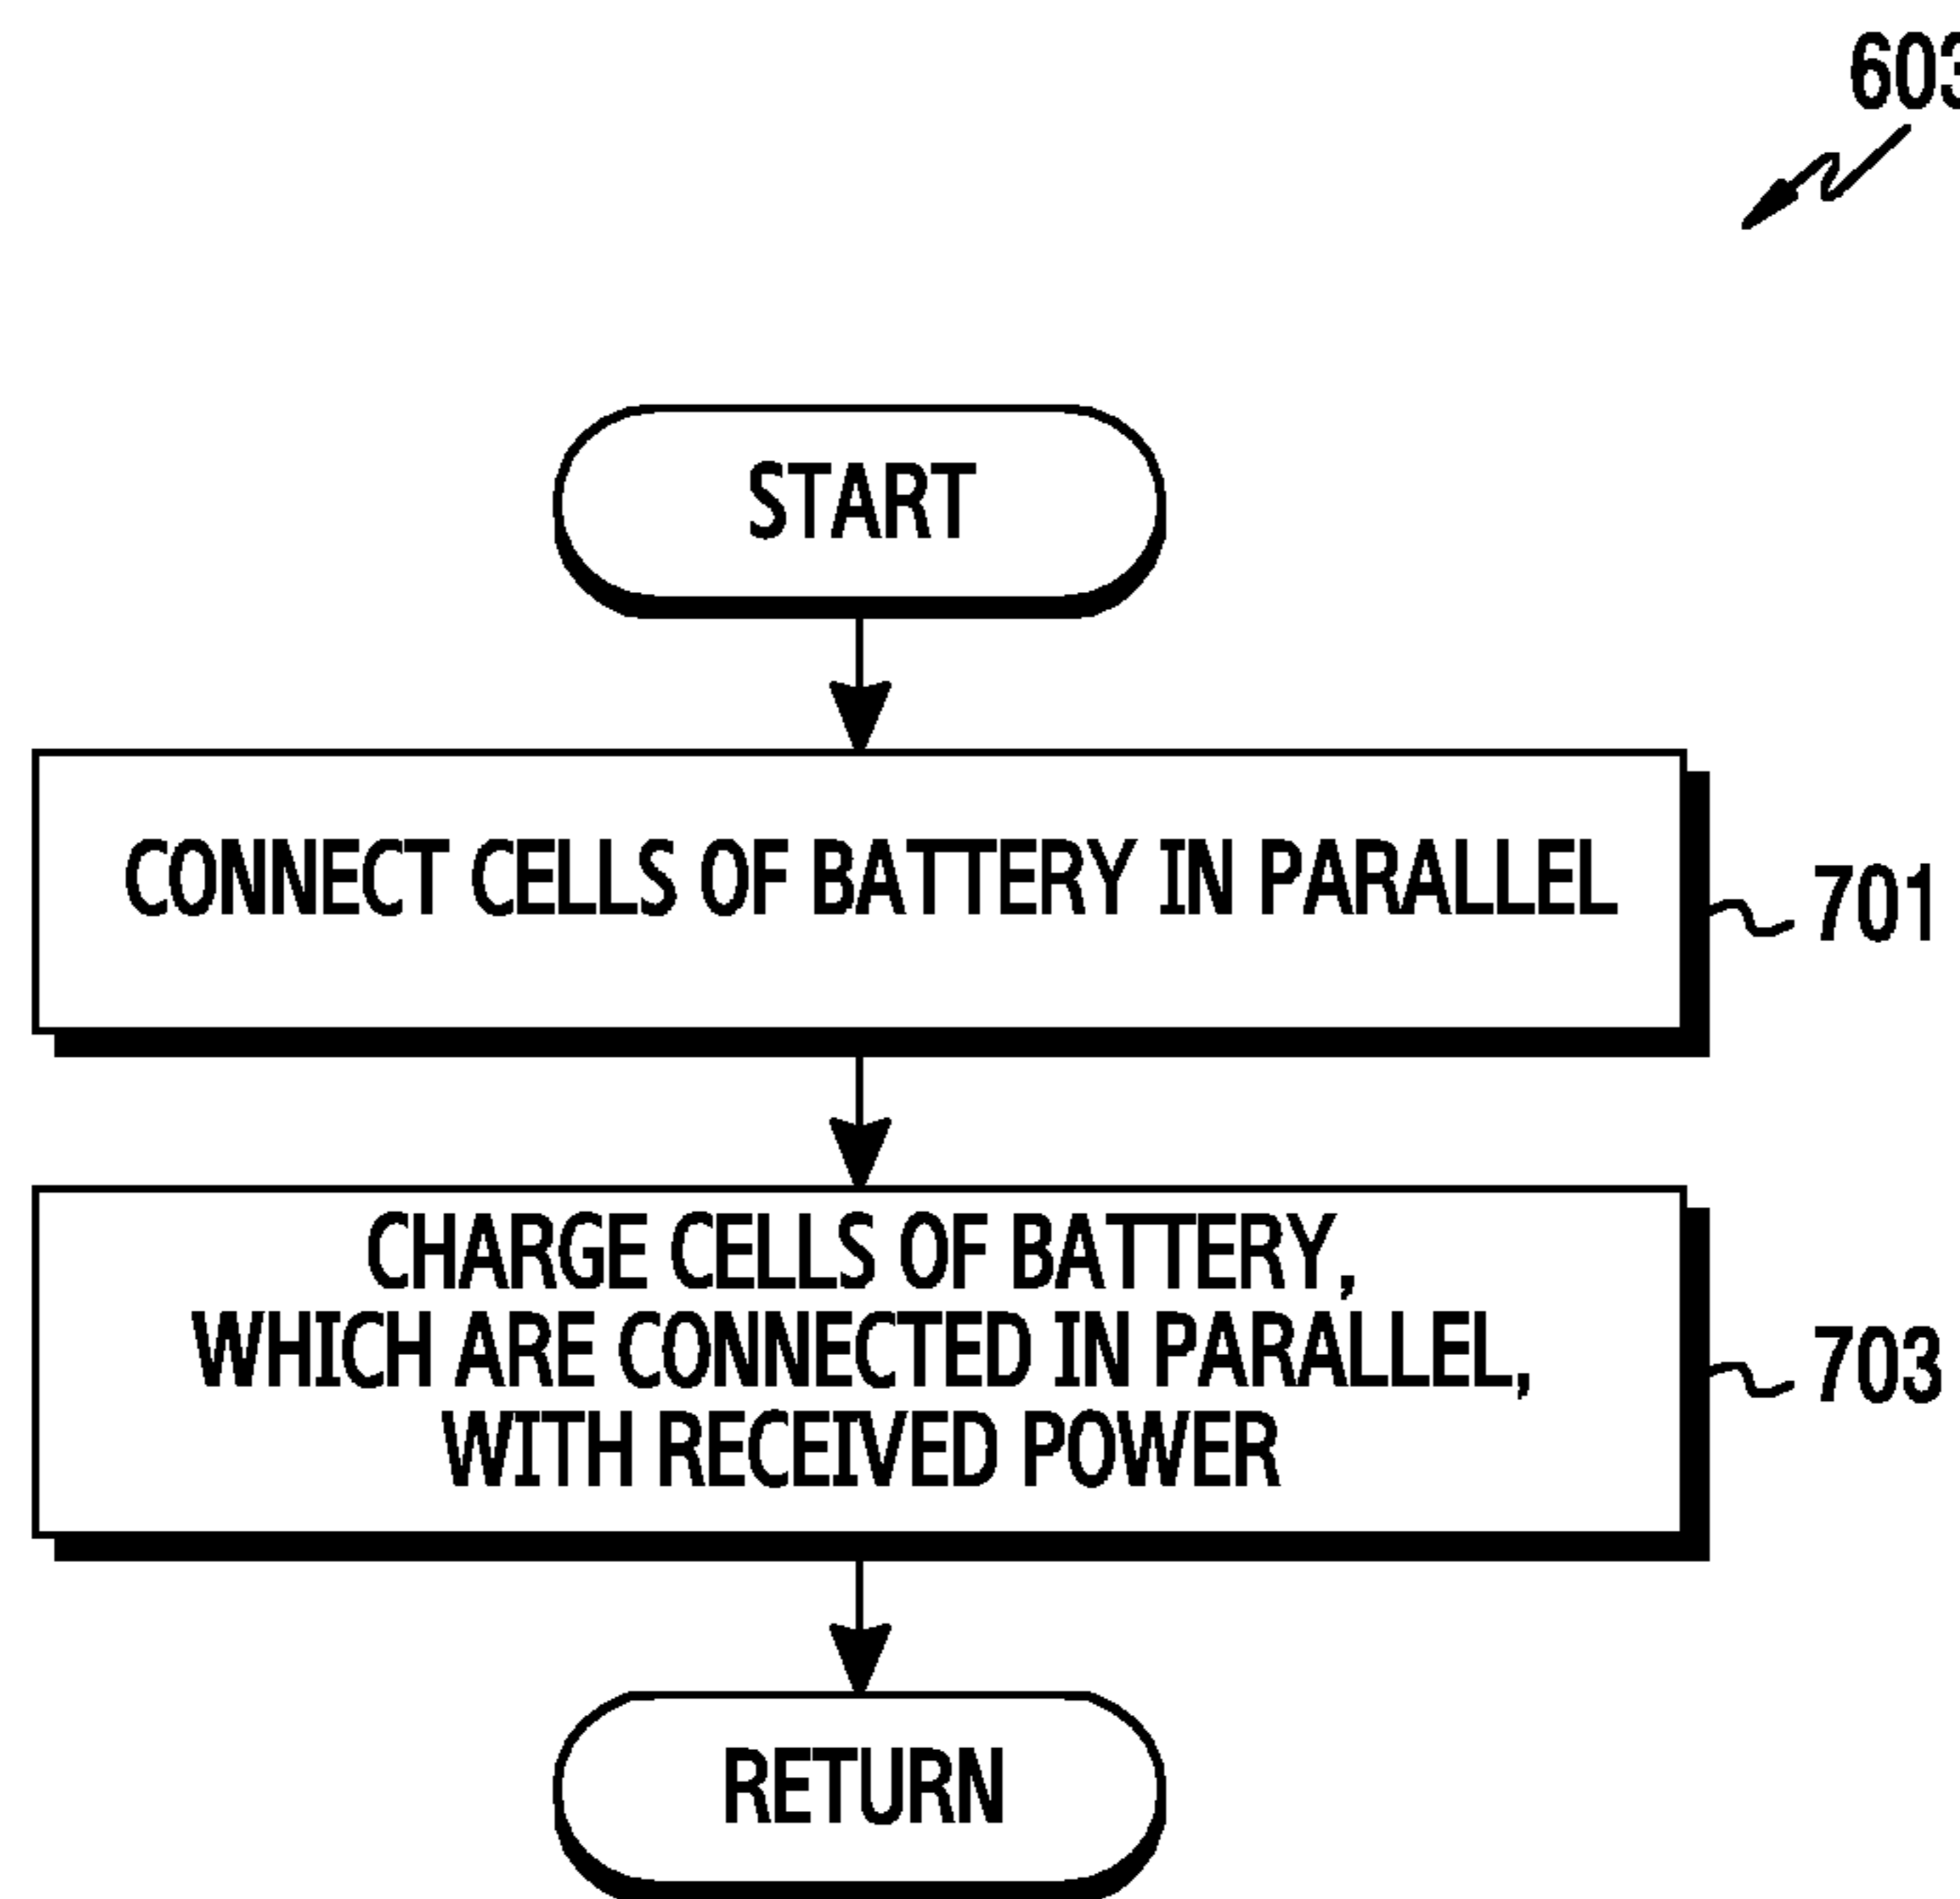 603
START
CONNECT CELLS OF BATTERY IN PARALLEL
701
CHARGE CELLS OF BATTERY,
WHICH ARE CONNECTED IN PARALLEL,
WITH RECEIVED POWER
703
RETURN